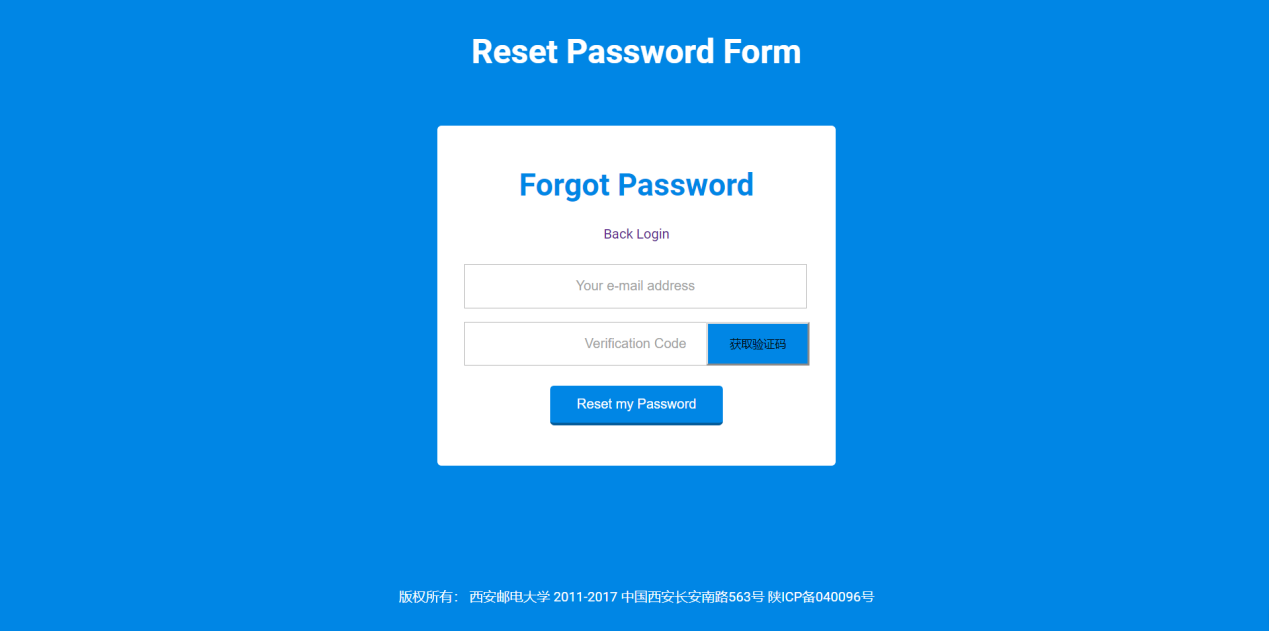 Reset Password Form
Forgot Password
Back Login
Your e-mail address
Verification Code
获取验证码
Reset my Password
版权所有： 西安邮电大学 2011-2017 中国西安长安南路563号 陕ICP备040096号